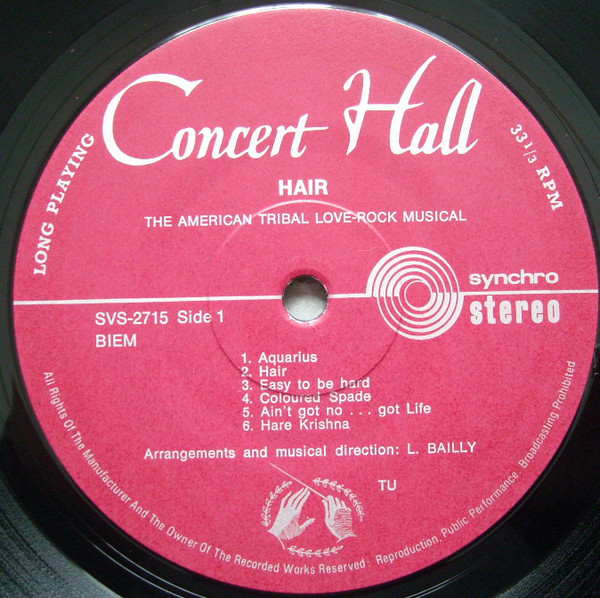 Concert Hall
LONG PLAYING
33 1/3 RPM
HAIR
THE AMERICAN TRIBAL LOVE-ROCK MUSICAL
synchro
stereo
SVS-2715 Side 1
BIEM
1. Aquarius
2. Hair
3. Easy to be hard
4. Coloured Spade
5. Ain't got no . . . got Life
6. Hare Krishna
Arrangements and musical direction: L. BAILLY
TU
All Rights Of The Manufacturer And The Owner Of The Recorded Works Reserved · Reproduction, Public Performance, Broadcasting Prohibited